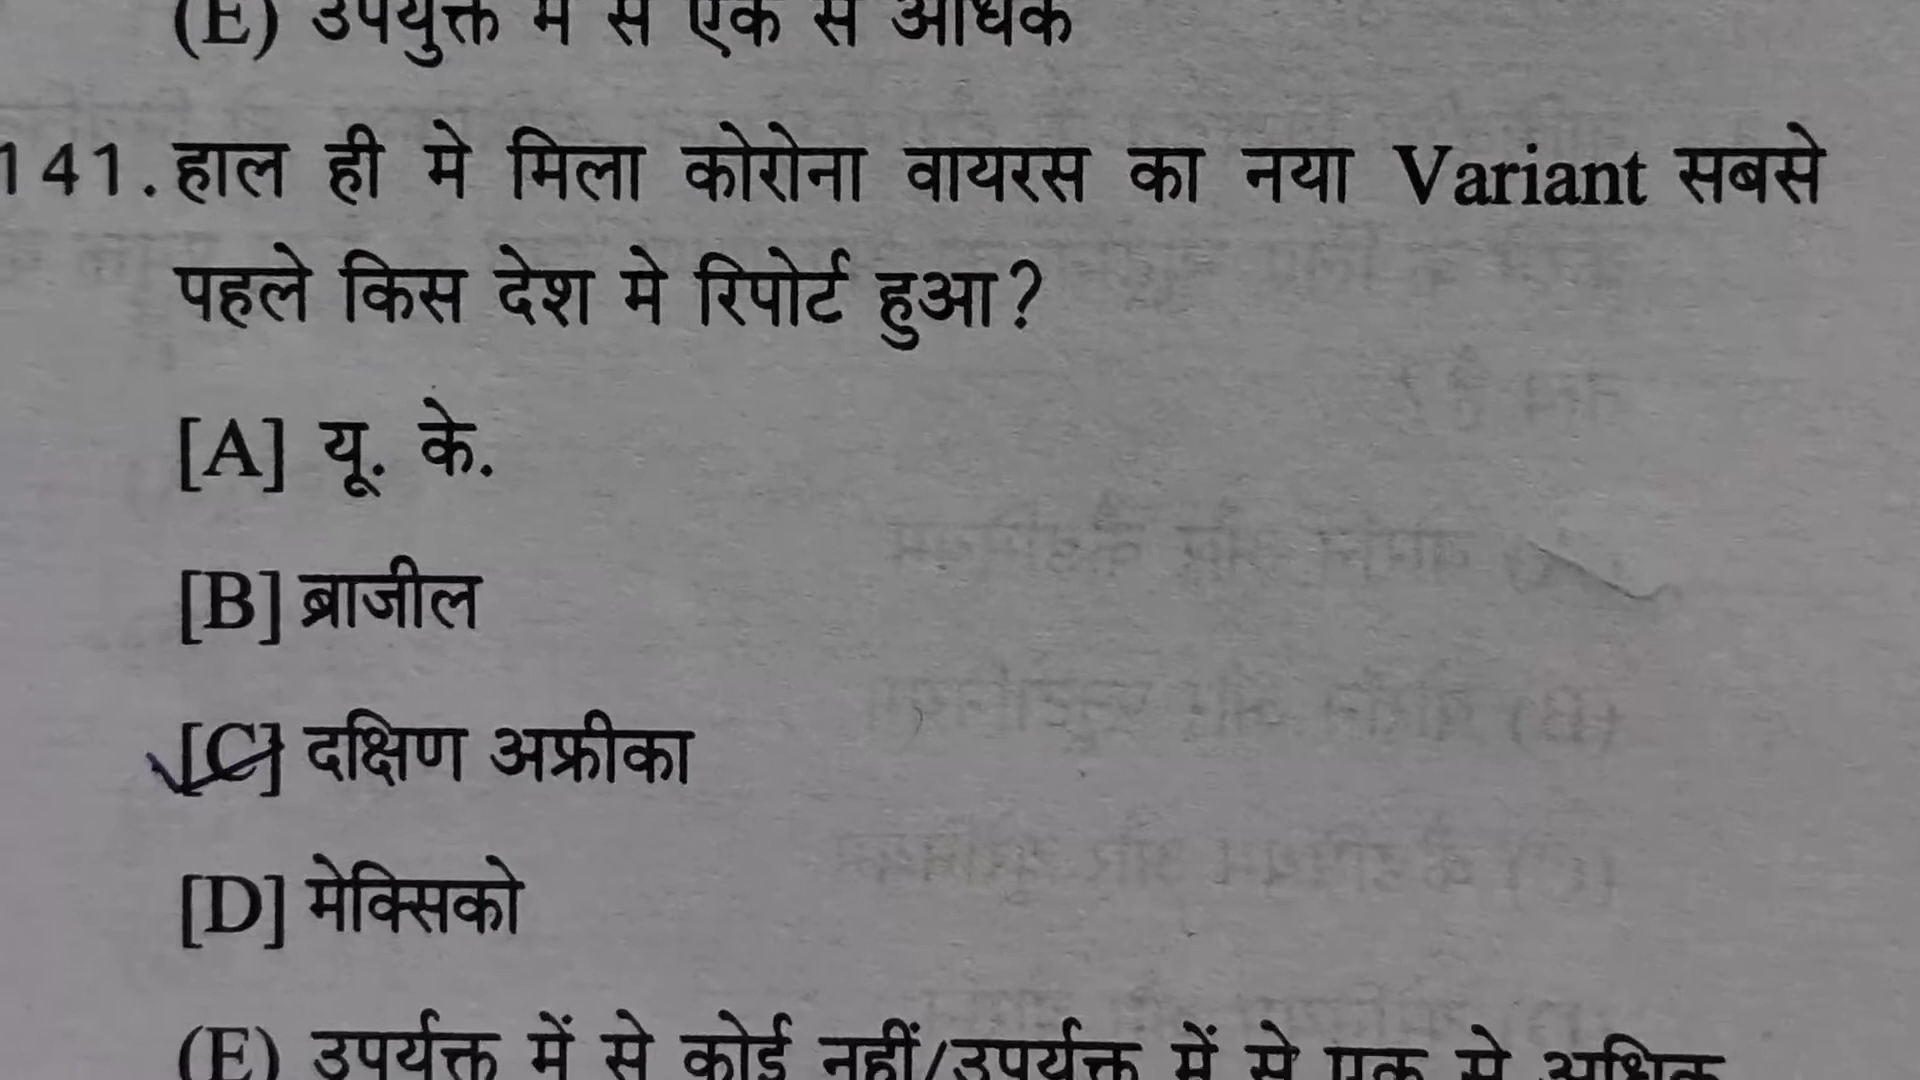 (E) उपर्युक्त में से एक से अधिक
141. हाल ही मे मिला कोरोना वायरस का नया Variant सबसे
पहले किस देश मे रिपोर्ट हुआ?
[A] यू. के.
[B] ब्राजील
[C] दक्षिण अफ्रीका
[D] मेक्सिको
(E) उपर्युक्त में से कोई नहीं/उपर्युक्त में से एक से अधिक